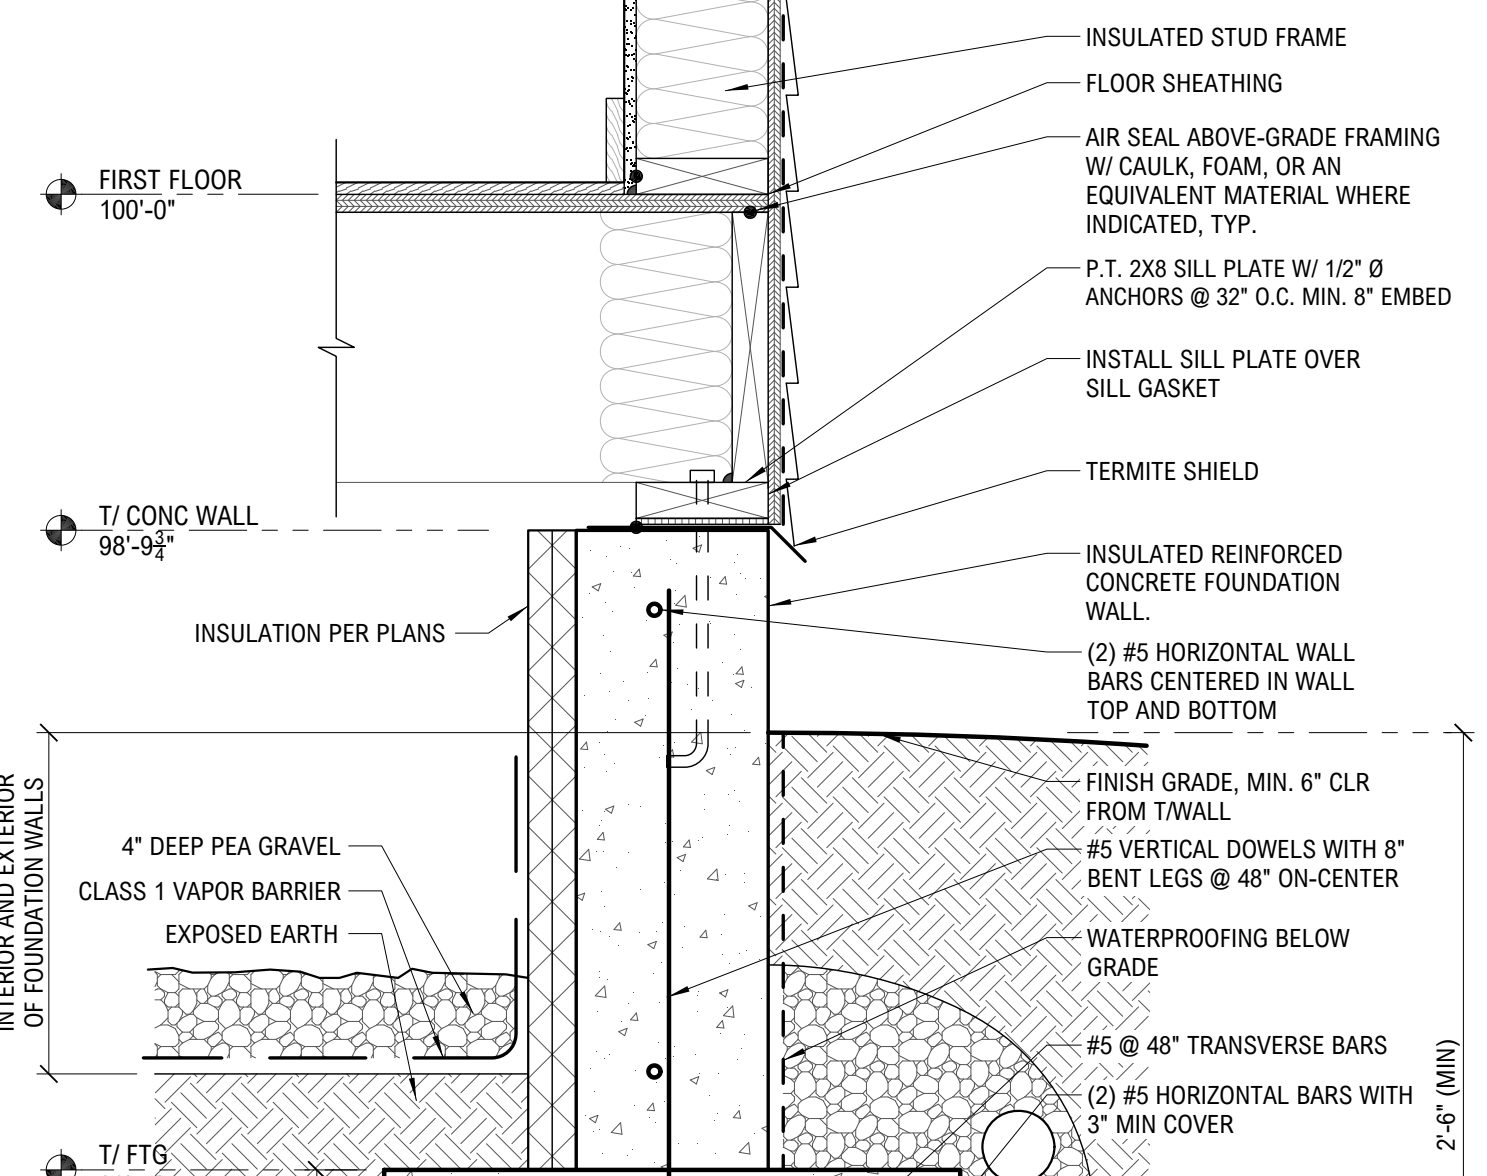 INSULATED STUD FRAME
FLOOR SHEATHING
AIR SEAL ABOVE-GRADE FRAMING
W/ CAULK, FOAM, OR AN
EQUIVALENT MATERIAL WHERE
INDICATED, TYP.
FIRST FLOOR
100'-0"
P.T. 2X8 SILL PLATE W/ 1/2" Ø
ANCHORS @ 32" O.C. MIN. 8" EMBED
INSTALL SILL PLATE OVER
SILL GASKET
TERMITE SHIELD
T/ CONC WALL
98'-9 3/4"
INSULATED REINFORCED
CONCRETE FOUNDATION
WALL.
INSULATION PER PLANS
(2) #5 HORIZONTAL WALL
BARS CENTERED IN WALL
TOP AND BOTTOM
FINISH GRADE, MIN. 6" CLR
FROM T/WALL
INTERIOR AND EXTERIOR
OF FOUNDATION WALLS
4" DEEP PEA GRAVEL
CLASS 1 VAPOR BARRIER
EXPOSED EARTH
#5 VERTICAL DOWELS WITH 8"
BENT LEGS @ 48" ON-CENTER
WATERPROOFING BELOW
GRADE
#5 @ 48" TRANSVERSE BARS
(2) #5 HORIZONTAL BARS WITH
3" MIN COVER
2'-6" (MIN)
T/ FTG